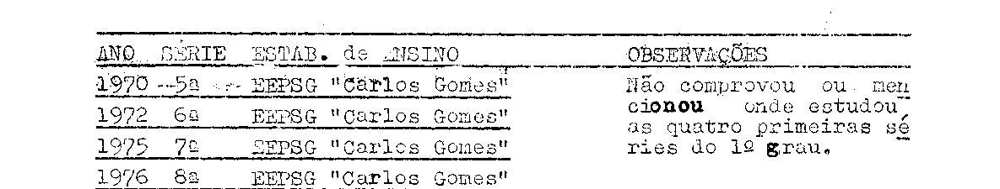 ANO SÉRIE ESTAB. de ENSINO OBSERVAÇÕES
1970 5ª EEPSG "Carlos Gomes" Não comprovou ou men
1972 6ª EEPSG "Carlos Gomes" cionou onde estudou
1975 7ª EEPSG "Carlos Gomes" as quatro primeiras sé
1976 8ª EEPSG "Carlos Gomes" ries do 1º grau.